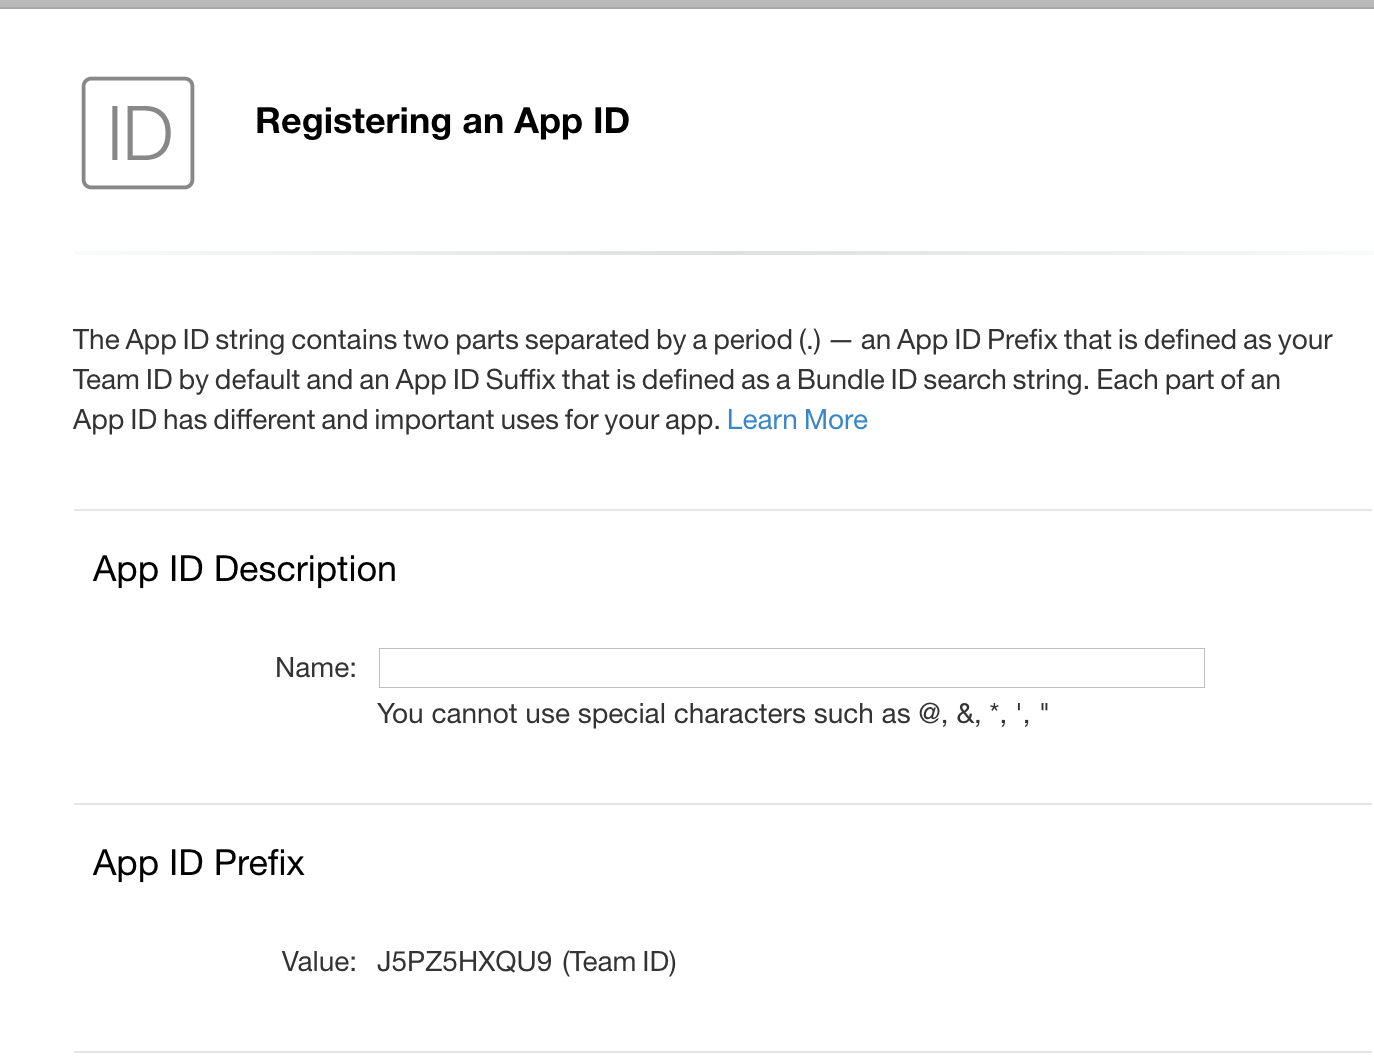 ID
Registering an App ID
The App ID string contains two parts separated by a period (.) — an App ID Prefix that is defined as your
Team ID by default and an App ID Suffix that is defined as a Bundle ID search string. Each part of an
App ID has different and important uses for your app. Learn More
App ID Description
Name:
You cannot use special characters such as @, &, *, ', "
App ID Prefix
Value: J5PZ5HXQU9 (Team ID)